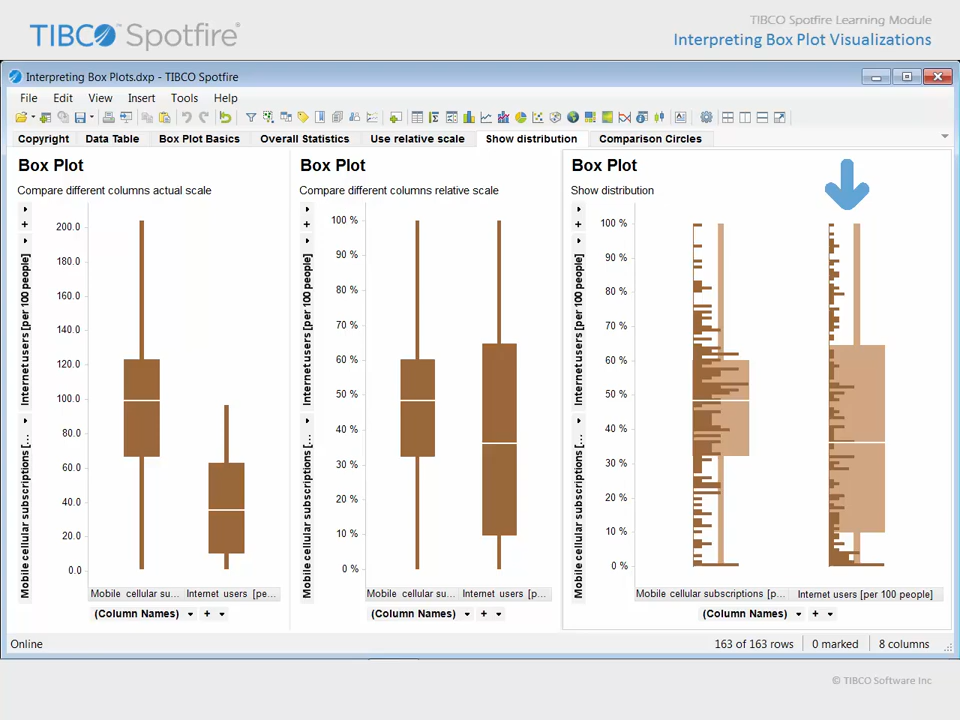 TIBCO™ Spotfire®
TIBCO Spotfire Learning Module
Interpreting Box Plot Visualizations
Interpreting Box Plots.dxp - TIBCO Spotfire
File Edit View Insert Tools Help
Copyright Data Table Box Plot Basics Overall Statistics Use relative scale Show distribution Comparison Circles
Box Plot
Compare different columns actual scale
+
Internet users [per 100 people]
Mobile cellular subscriptions [...
200.0
180.0
160.0
140.0
120.0
100.0
80.0
60.0
40.0
20.0
0.0
Mobile cellular su... Internet users [pe...
(Column Names) +
Box Plot
Compare different columns relative scale
+
Internet users [per 100 people]
Mobile cellular subscriptions [...
100 %
90 %
80 %
70 %
60 %
50 %
40 %
30 %
20 %
10 %
0 %
Mobile cellular su... Internet users [p...
(Column Names) +
Box Plot
Show distribution
+
Internet users [per 100 people]
Mobile cellular subscriptions [...
100 %
90 %
80 %
70 %
60 %
50 %
40 %
30 %
20 %
10 %
0 %
Mobile cellular subscriptions [p... Internet users [per 100 people]
(Column Names) +
Online 163 of 163 rows 0 marked 8 columns
© TIBCO Software Inc